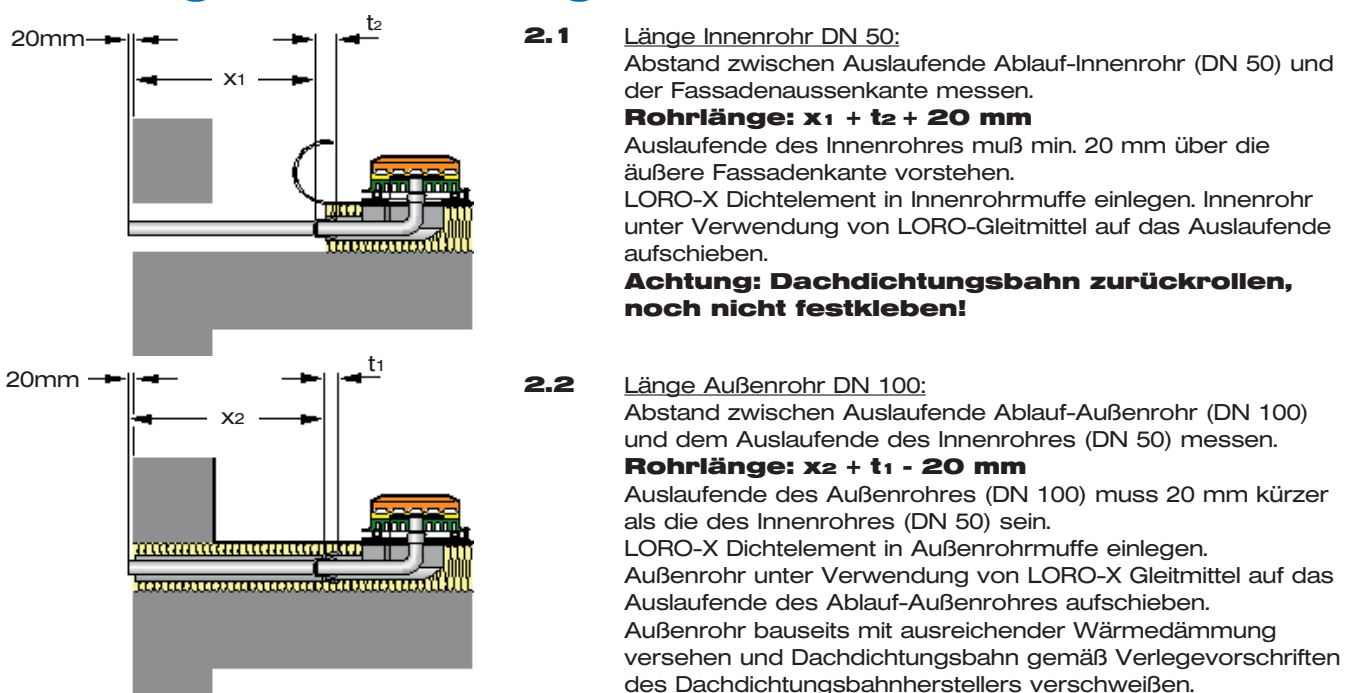 20mm
t2
x1
2.1 Länge Innenrohr DN 50:
Abstand zwischen Auslaufende Ablauf-Innenrohr (DN 50) und
der Fassadenaussenkante messen.
Rohrlänge: x1 + t2 + 20 mm
Auslaufende des Innenrohres muß min. 20 mm über die
äußere Fassadenkante vorstehen.
LORO-X Dichtelement in Innenrohrmuffe einlegen. Innenrohr
unter Verwendung von LORO-Gleitmittel auf das Auslaufende
aufschieben.
Achtung: Dachdichtungsbahn zurückrollen,
noch nicht festkleben!
20mm
t1
x2
2.2 Länge Außenrohr DN 100:
Abstand zwischen Auslaufende Ablauf-Außenrohr (DN 100)
und dem Auslaufende des Innenrohres (DN 50) messen.
Rohrlänge: x2 + t1 - 20 mm
Auslaufende des Außenrohres (DN 100) muss 20 mm kürzer
als die des Innenrohres (DN 50) sein.
LORO-X Dichtelement in Außenrohrmuffe einlegen.
Außenrohr unter Verwendung von LORO-X Gleitmittel auf das
Auslaufende des Ablauf-Außenrohres aufschieben.
Außenrohr bauseits mit ausreichender Wärmedämmung
versehen und Dachdichtungsbahn gemäß Verlegevorschriften
des Dachdichtungsbahnherstellers verschweißen.